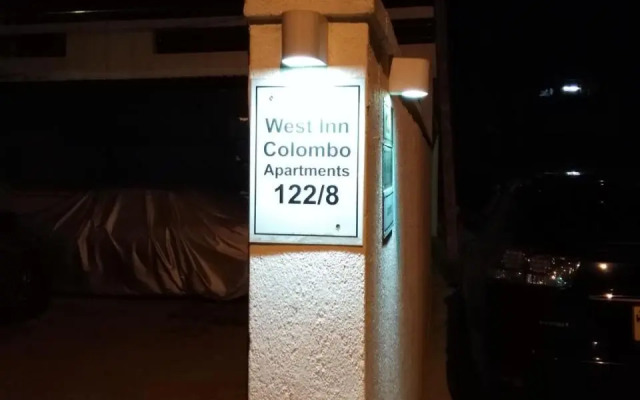 West Inn
Colombo
Apartments
122/8